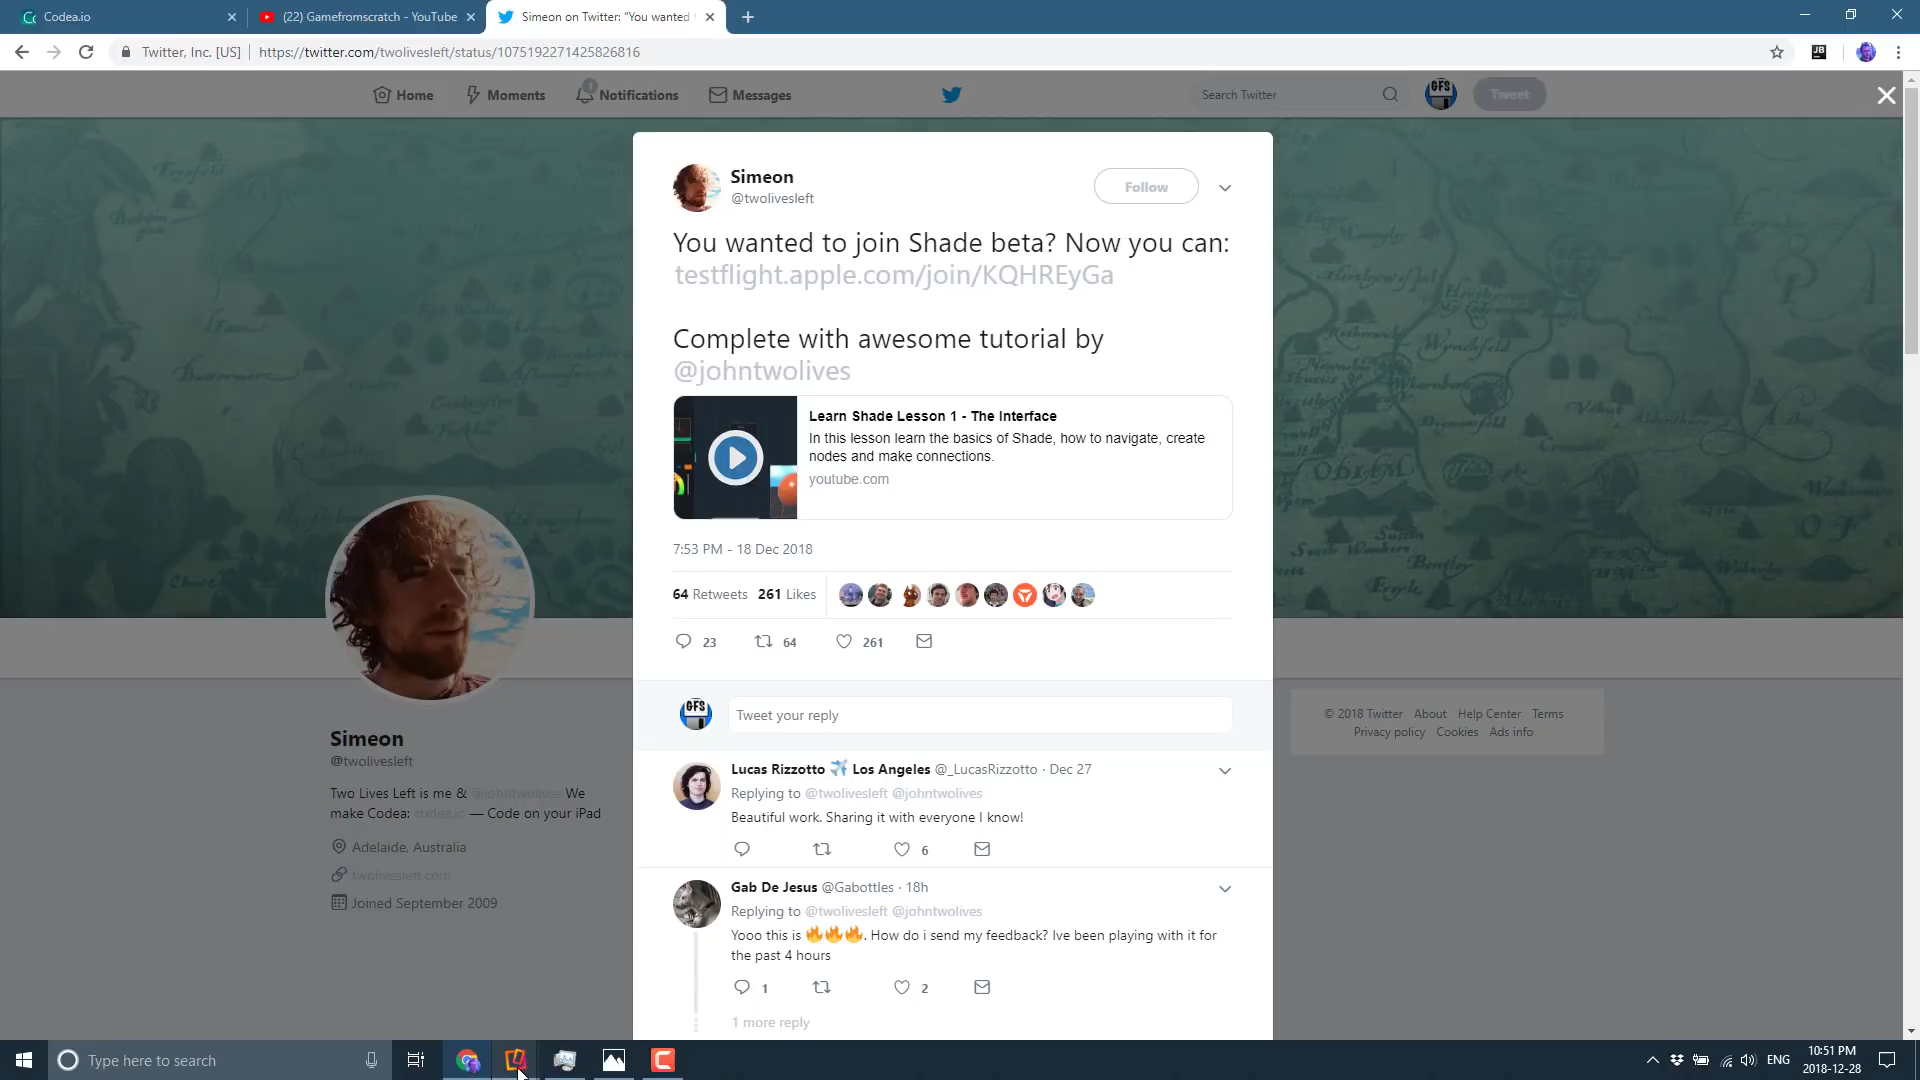 Codea.io
(22) Gamefromscratch - YouTube
Simeon on Twitter: "You wanted
Twitter, Inc. [US]
https://twitter.com/twolivesleft/status/1075192271425826816
Home
Moments
1
Notifications
Messages
Search Twitter
GFS
Tweet
Simeon
@twolivesleft
Follow
You wanted to join Shade beta? Now you can:
testflight.apple.com/join/KQHREyGa
Complete with awesome tutorial by
@johntwolives
Learn Shade Lesson 1 - The Interface
In this lesson learn the basics of Shade, how to navigate, create
nodes and make connections.
youtube.com
7:53 PM - 18 Dec 2018
64 Retweets 261 Likes
23
64
261
GFS
Tweet your reply
Lucas Rizzotto ✈️ Los Angeles @_LucasRizzotto · Dec 27
Replying to @twolivesleft @johntwolives
Beautiful work. Sharing it with everyone I know!
6
Gab De Jesus @Gabottles · 18h
Replying to @twolivesleft @johntwolives
Yooo this is 🔥🔥🔥. How do i send my feedback? Ive been playing with it for
the past 4 hours
1
2
1 more reply
Simeon
@twolivesleft
Two Lives Left is me & @johntwolives We
make Codea: codea.io — Code on your iPad
Adelaide, Australia
twolivesleft.com
Joined September 2009
© 2018 Twitter About Help Center Terms
Privacy policy Cookies Ads info
Type here to search
ENG
10:51 PM
2018-12-28